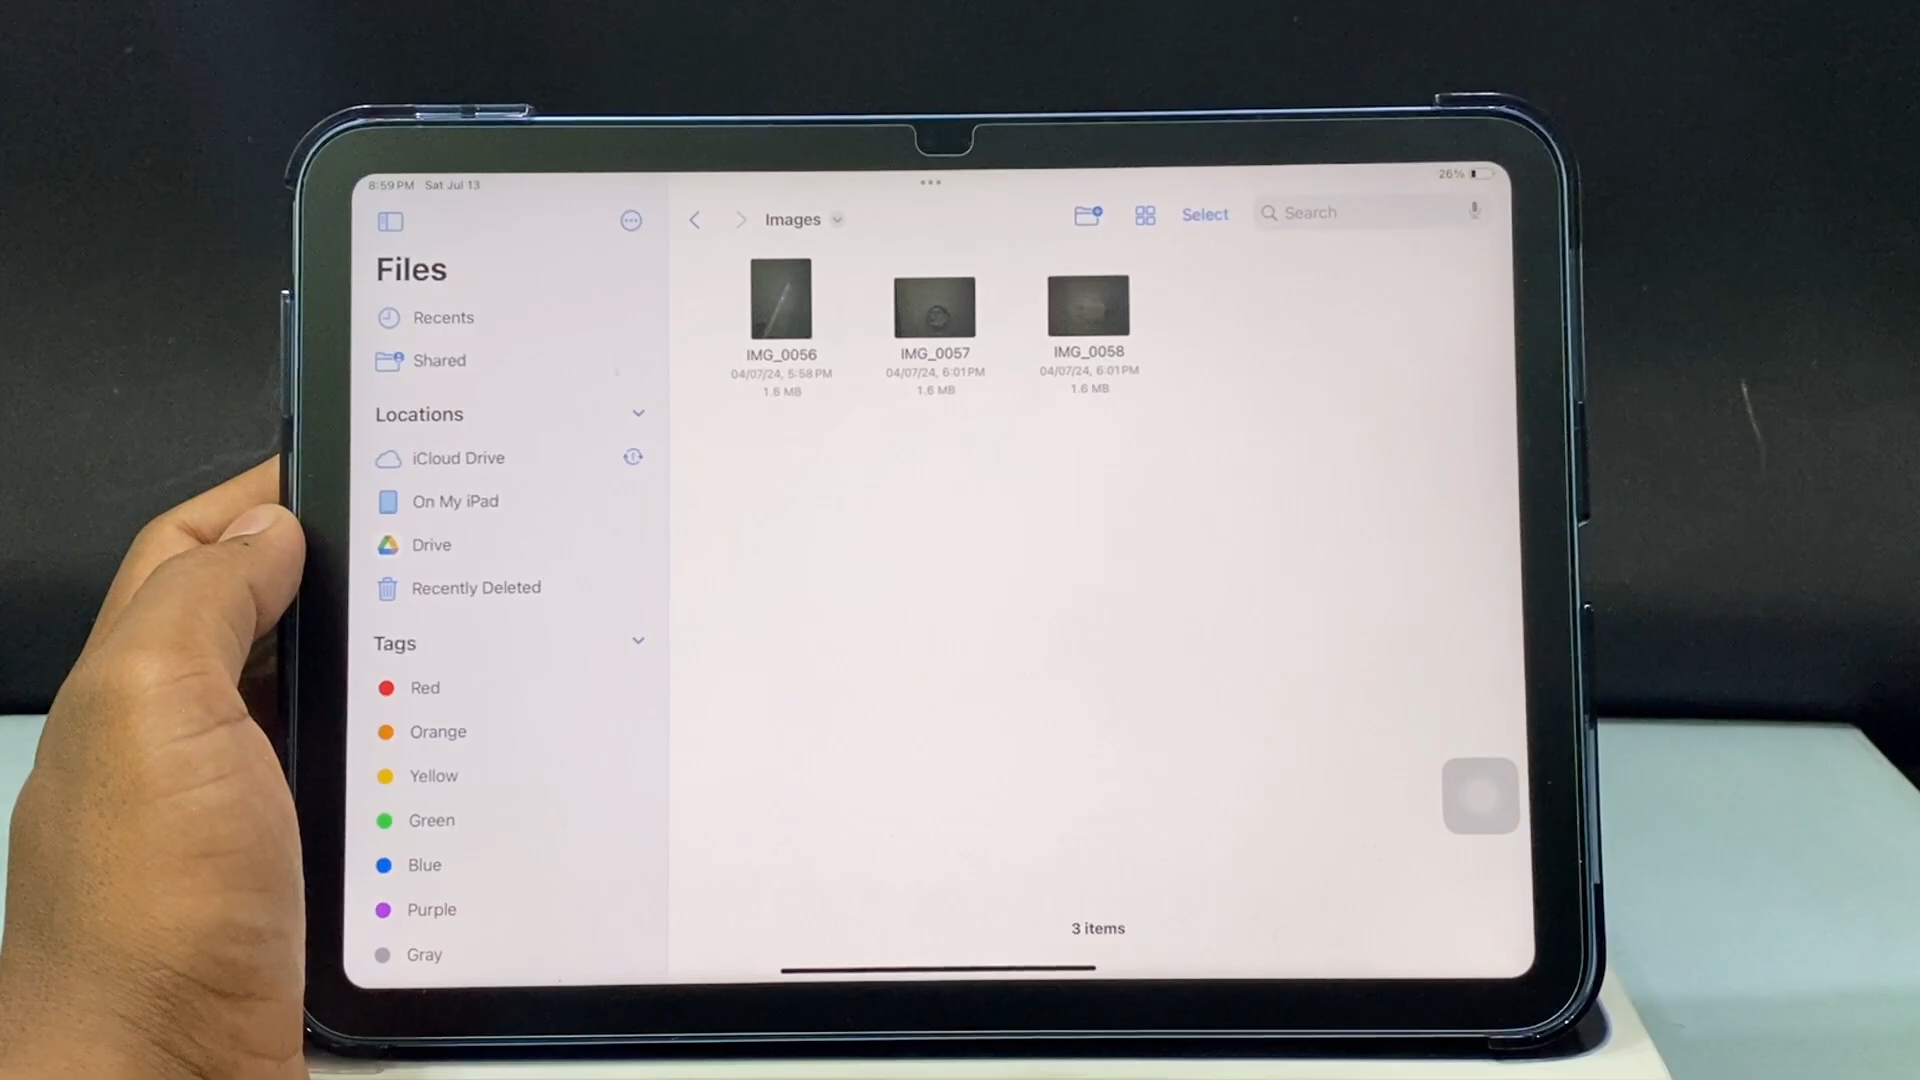 8:59 PM Sat Jul 13
26%
Files
Recents
Shared
Locations
iCloud Drive
On My iPad
Drive
Recently Deleted
Tags
Red
Orange
Yellow
Green
Blue
Purple
Gray
Images
Select
Search
IMG_0056
04/07/24, 5:58 PM
1.6 MB
IMG_0057
04/07/24, 6:01 PM
1.6 MB
IMG_0058
04/07/24, 6:01 PM
1.6 MB
3 items